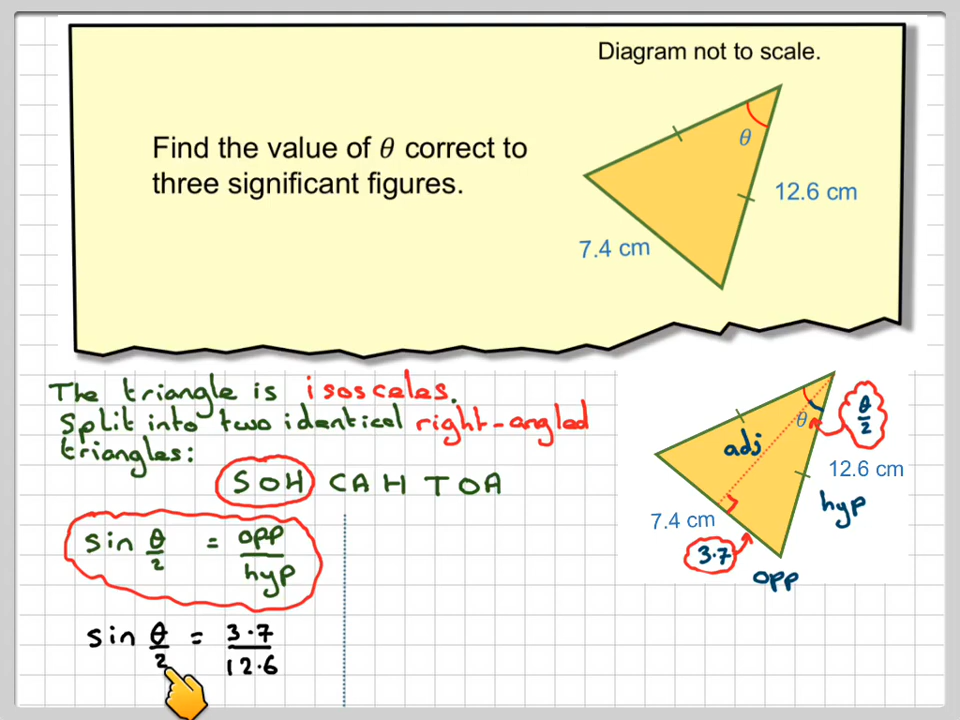 Diagram not to scale.
Find the value of θ correct to
three significant figures.
θ
12.6 cm
7.4 cm
The triangle is isosceles.
Split into two identical right-angled
triangles:
SOH CAH TOA
sin θ/2 = opp/hyp
sin θ/2 = 3.7/12.6
θ/2
θ
adj
12.6 cm
hyp
7.4 cm
3.7
opp